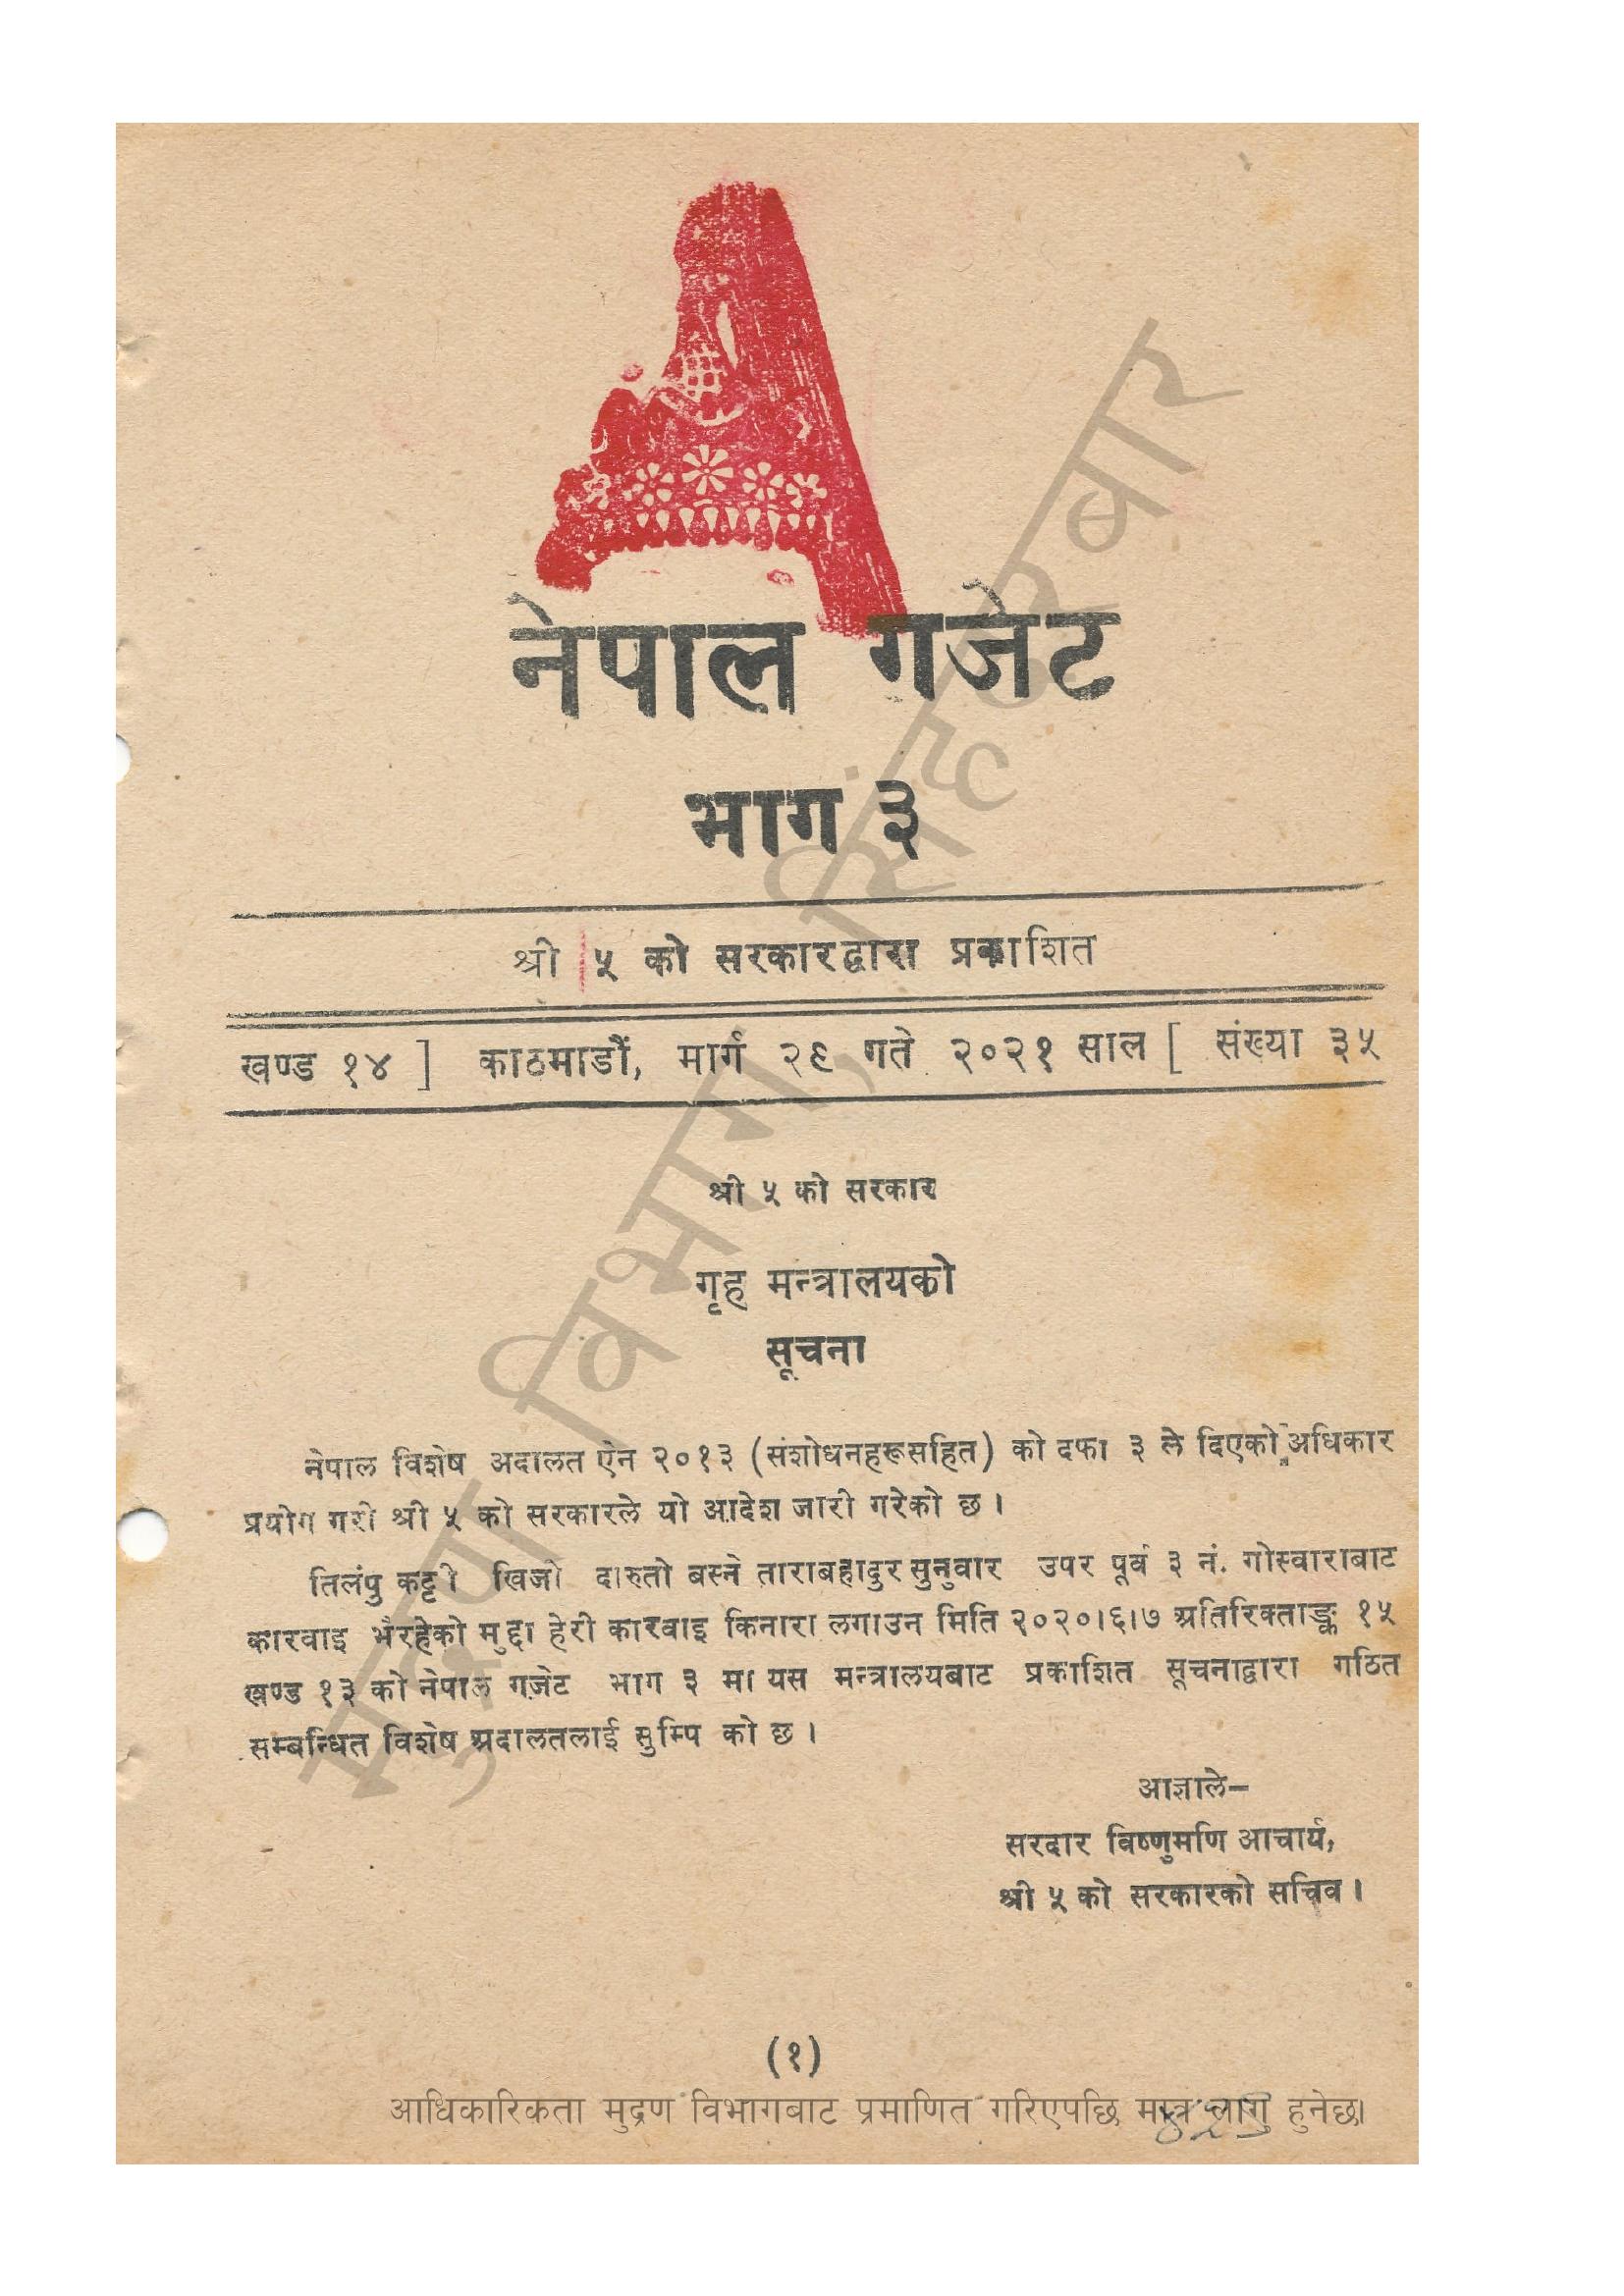 नेपाल गजेट
भाग ३
श्री ५ को सरकारद्वारा प्रकाशित
खण्ड १४ ] काठमाडौं, मार्ग २९ गते २०२१ साल [ संख्या ३५
श्री ५ को सरकार
गृह मन्त्रालयको
सूचना
नेपाल विशेष अदालत ऐन २०१३ (संशोधनहरूसहित) को दफा ३ ले दिएको अधिकार
प्रयोग गरी श्री ५ को सरकारले यो आदेश जारी गरेको छ ।
तिलंपु कट्टी खिजी दारुतो बस्ने ताराबहादुर सुनुवार उपर पूर्व ३ नं. गोस्वाराबाट
कारवाइ भैरहेको मुद्दा हेरी कारवाइ किनारा लगाउन मिति २०२०।६।७ अतिरिक्ताङ्क १५
खण्ड १३ को नेपाल गजेट भाग ३ मा यस मन्त्रालयबाट प्रकाशित सूचनाद्वारा गठित
सम्बन्धित विशेष अदालतलाई सुम्पि को छ ।
आज्ञाले—
सरदार विष्णुमणि आचार्य,
श्री ५ को सरकारको सचिव ।
(१)
आधिकारिकता मुद्रण विभागबाट प्रमाणित गरिएपछि मात्र लागु हुनेछ।
मुद्रण विभाग, सिंहदरबार